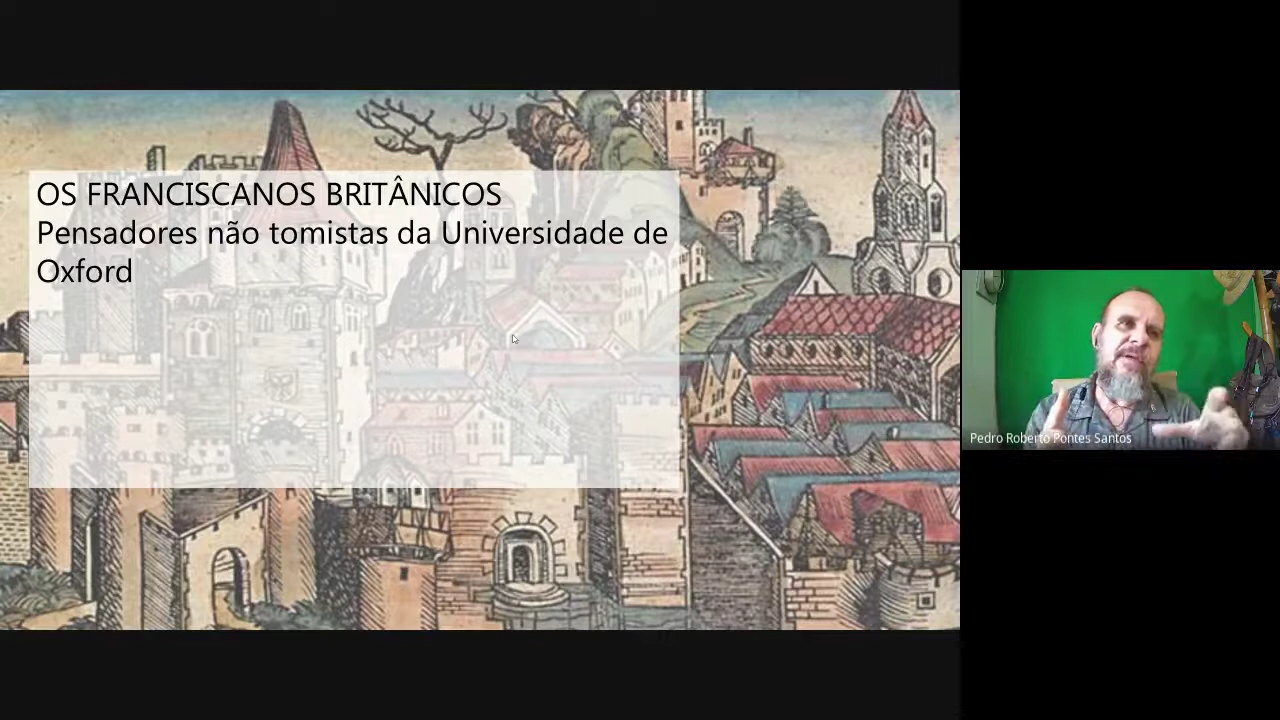 OS FRANCISCANOS BRITÂNICOS
Pensadores não tomistas da Universidade de
Oxford
Pedro Roberto Pontes Santos